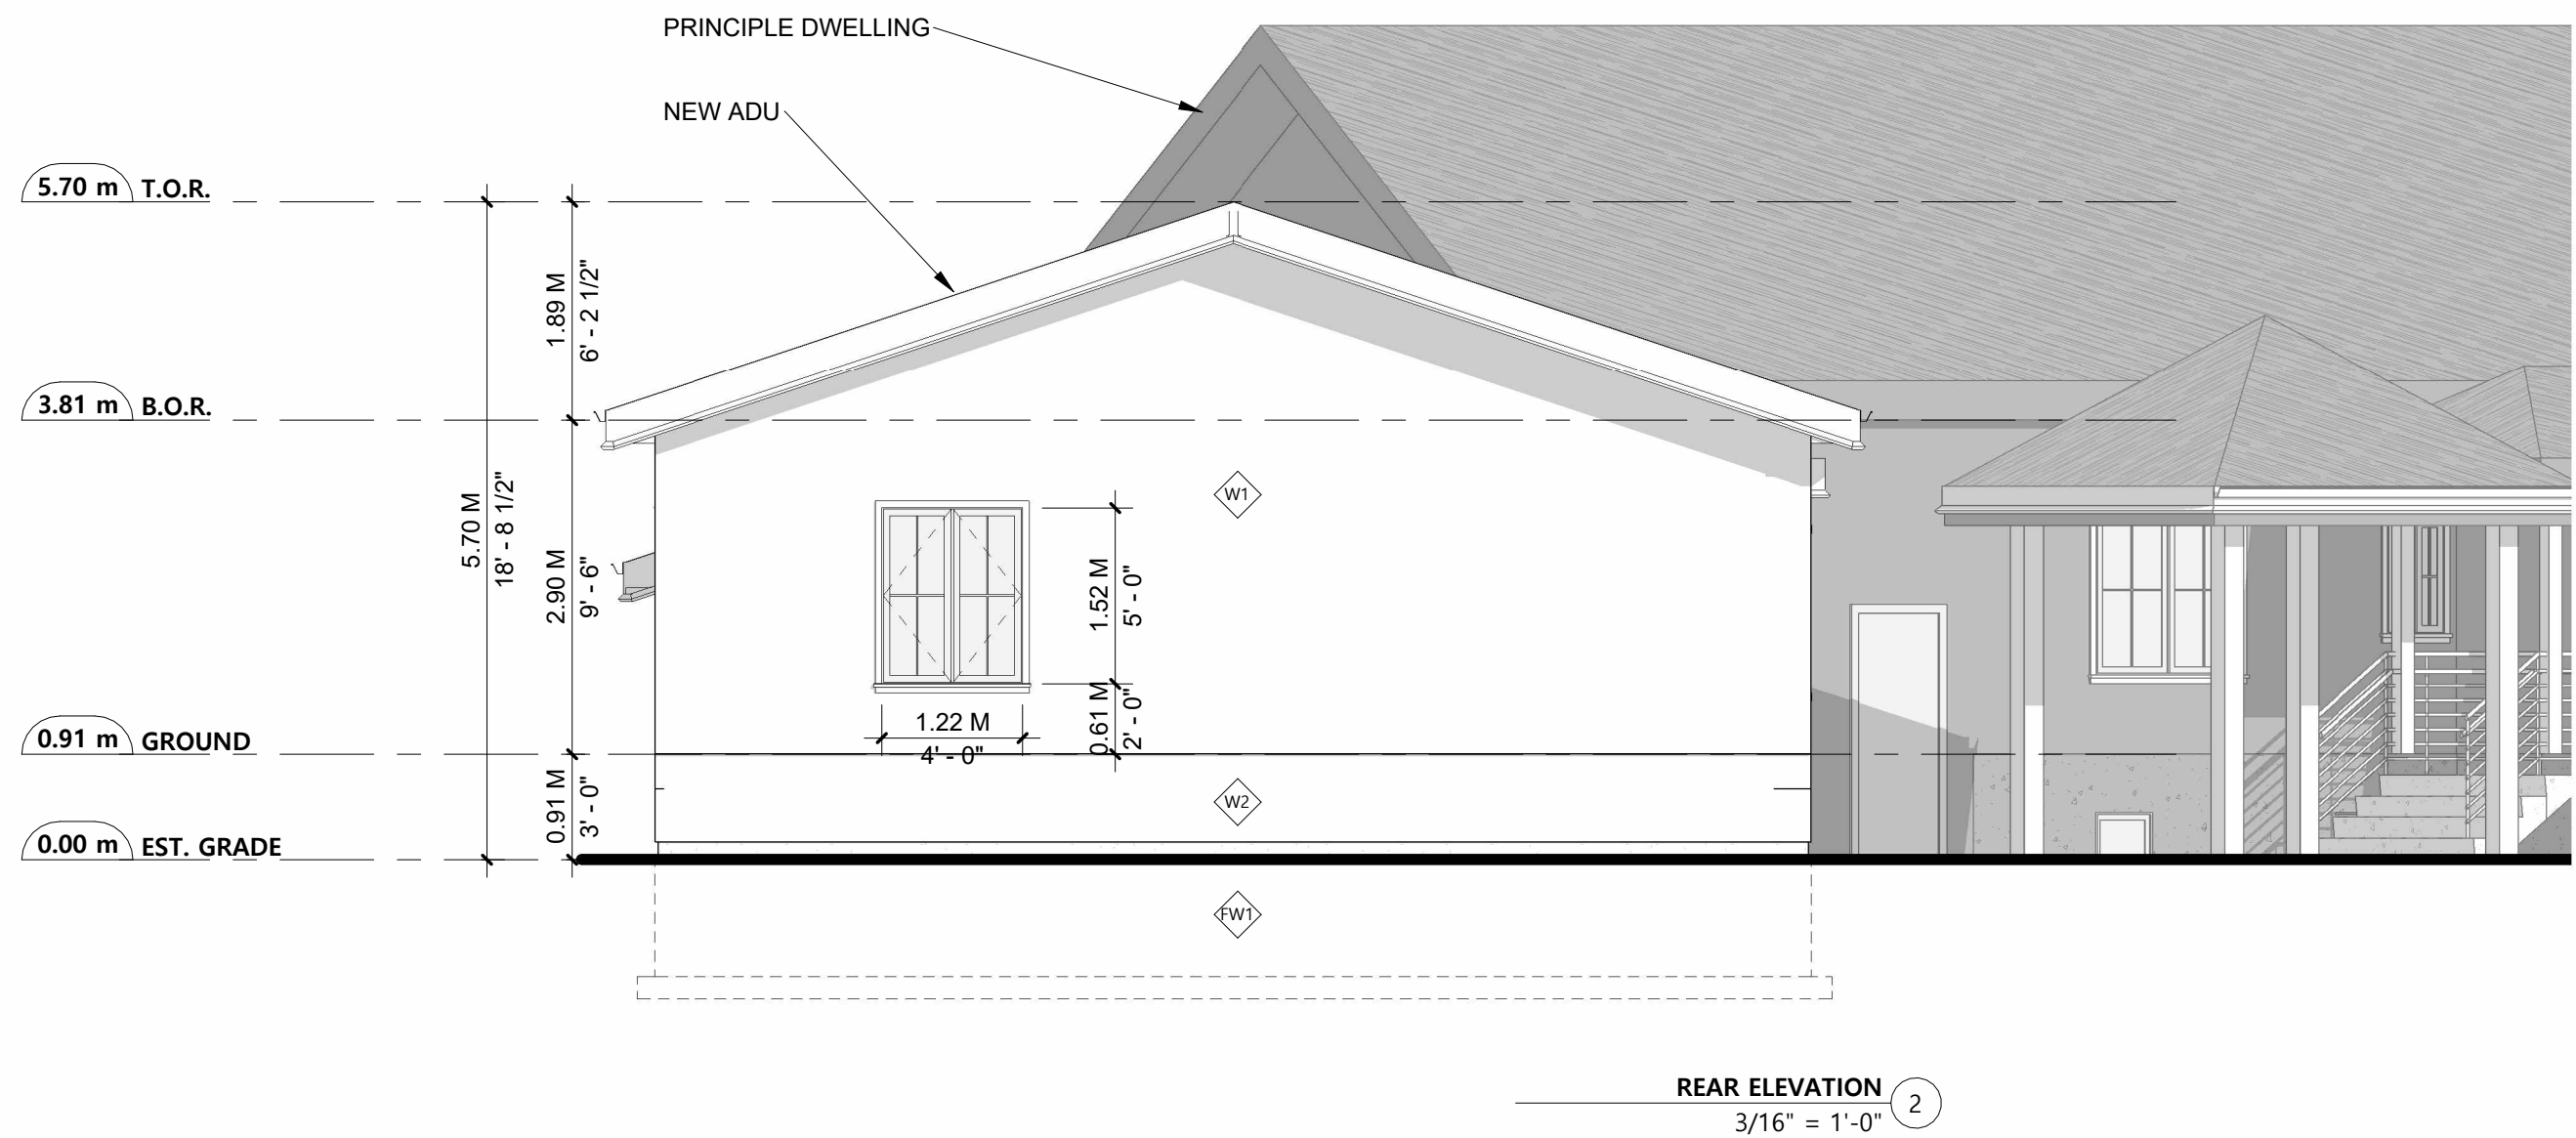 PRINCIPLE DWELLING
NEW ADU
5.70 m T.O.R.
1.89 M
6' - 2 1/2"
3.81 m B.O.R.
5.70 M
18' - 8 1/2"
2.90 M
9' - 6"
W1
1.52 M
5' - 0"
0.61 M
2' - 0"
1.22 M
4' - 0"
0.91 m GROUND
0.91 M
3' - 0"
W2
0.00 m EST. GRADE
FW1
REAR ELEVATION 2
3/16" = 1'-0"